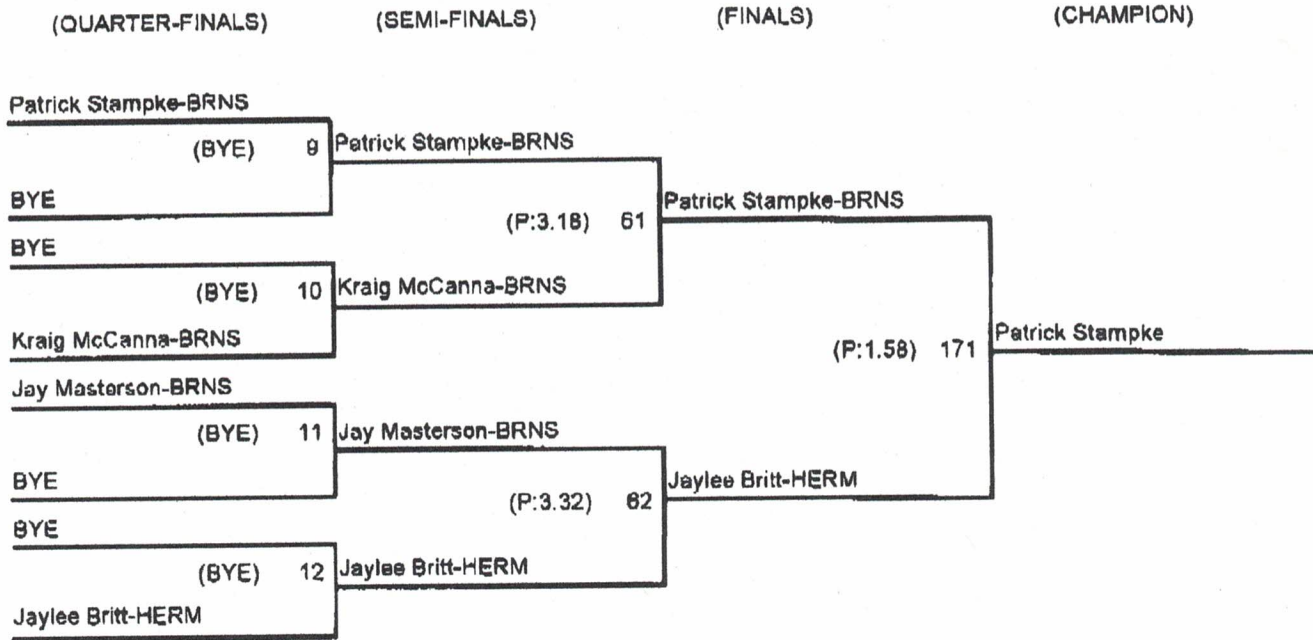 (QUARTER-FINALS) (SEMI-FINALS) (FINALS) (CHAMPION)
Patrick Stampke-BRNS
(BYE) 9 Patrick Stampke-BRNS
BYE
(P:3.18) 61 Patrick Stampke-BRNS
BYE
(BYE) 10 Kraig McCanna-BRNS
Kraig McCanna-BRNS
(P:1.58) 171 Patrick Stampke
Jay Masterson-BRNS
(BYE) 11 Jay Masterson-BRNS
BYE
(P:3.32) 62 Jaylee Britt-HERM
BYE
(BYE) 12 Jaylee Britt-HERM
Jaylee Britt-HERM